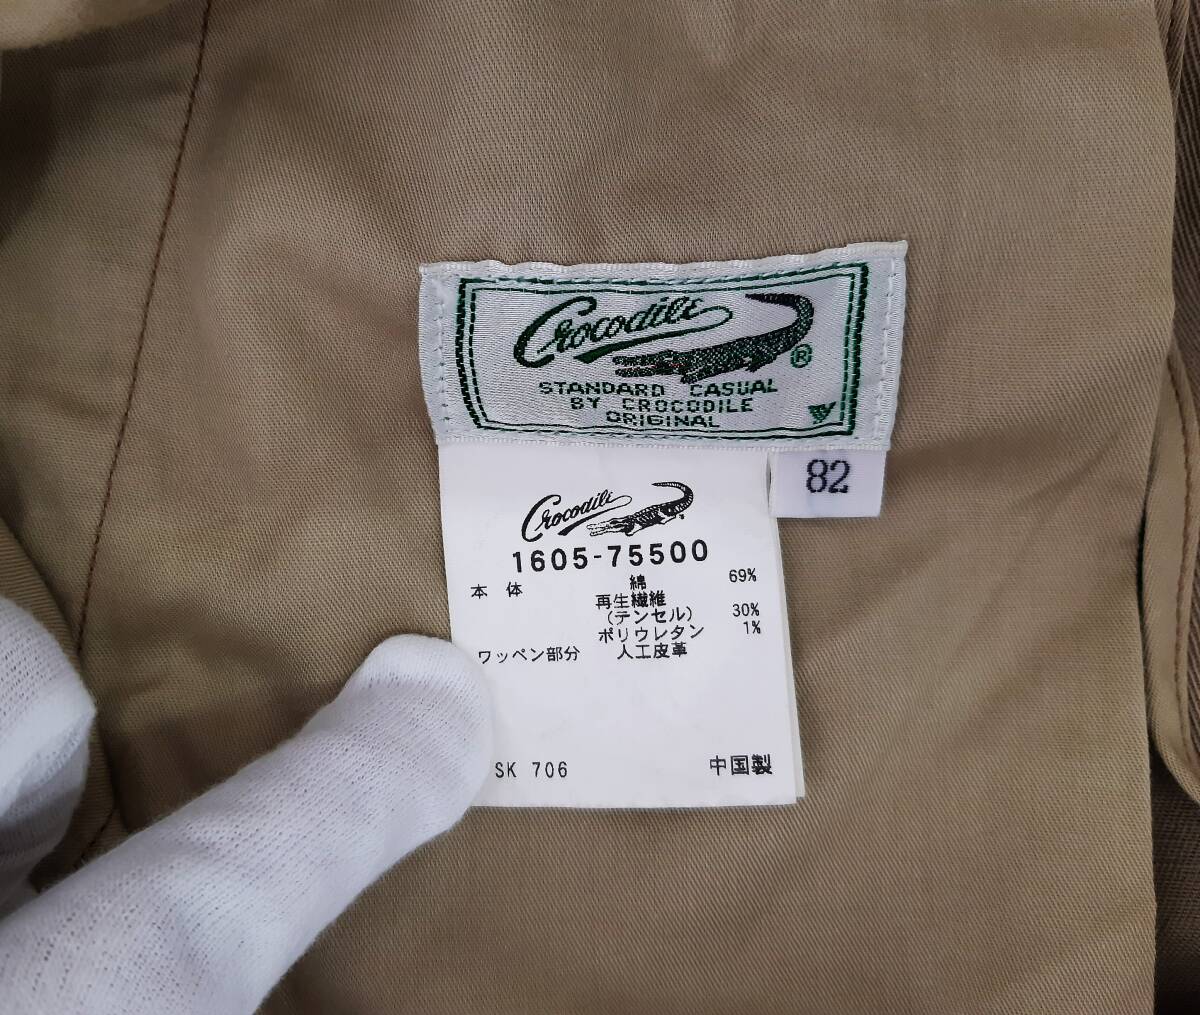 Crocodile
®
STANDARD CASUAL
BY CROCODILE
ORIGINAL
82
Crocodile
1605-75500
本体 綿 69%
再生繊維
(テンセル) 30%
ポリウレタン 1%
ワッペン部分 人工皮革
SK 706 中国製